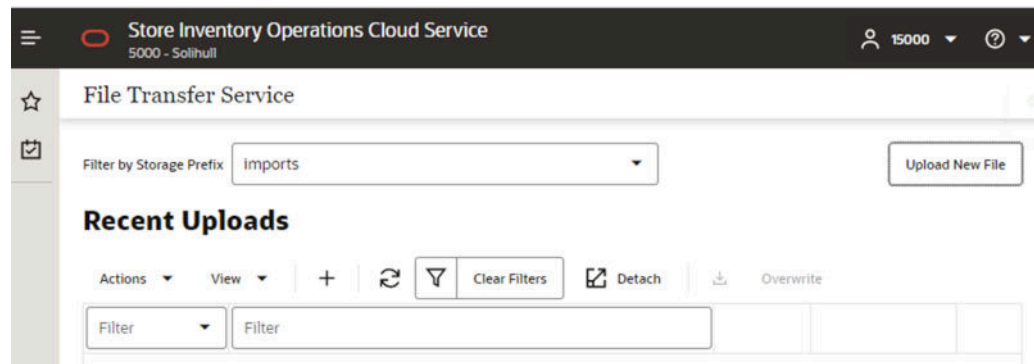 Store Inventory Operations Cloud Service
5000 - Solihull
15000
File Transfer Service
Filter by Storage Prefix imports
Upload New File
Recent Uploads
Actions View Clear Filters Detach Overwrite
Filter Filter